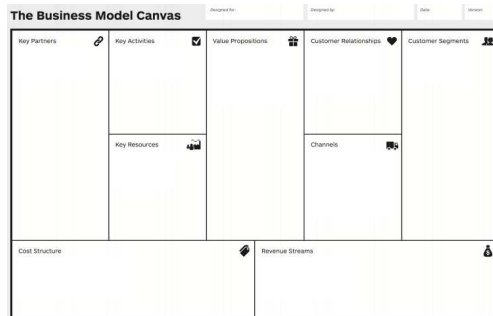 The Business Model Canvas
Designed for:
Designed by:
Date:
Version:
Key Partners
Key Activities
Value Propositions
Customer Relationships
Customer Segments
Key Resources
Channels
Cost Structure
Revenue Streams